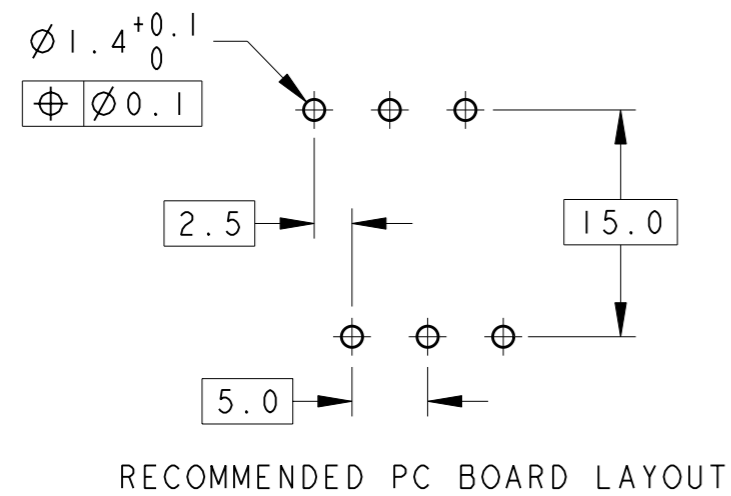 Ø1.4 +0.1 0
⌖ Ø0.1
2.5
15.0
5.0
RECOMMENDED PC BOARD LAYOUT